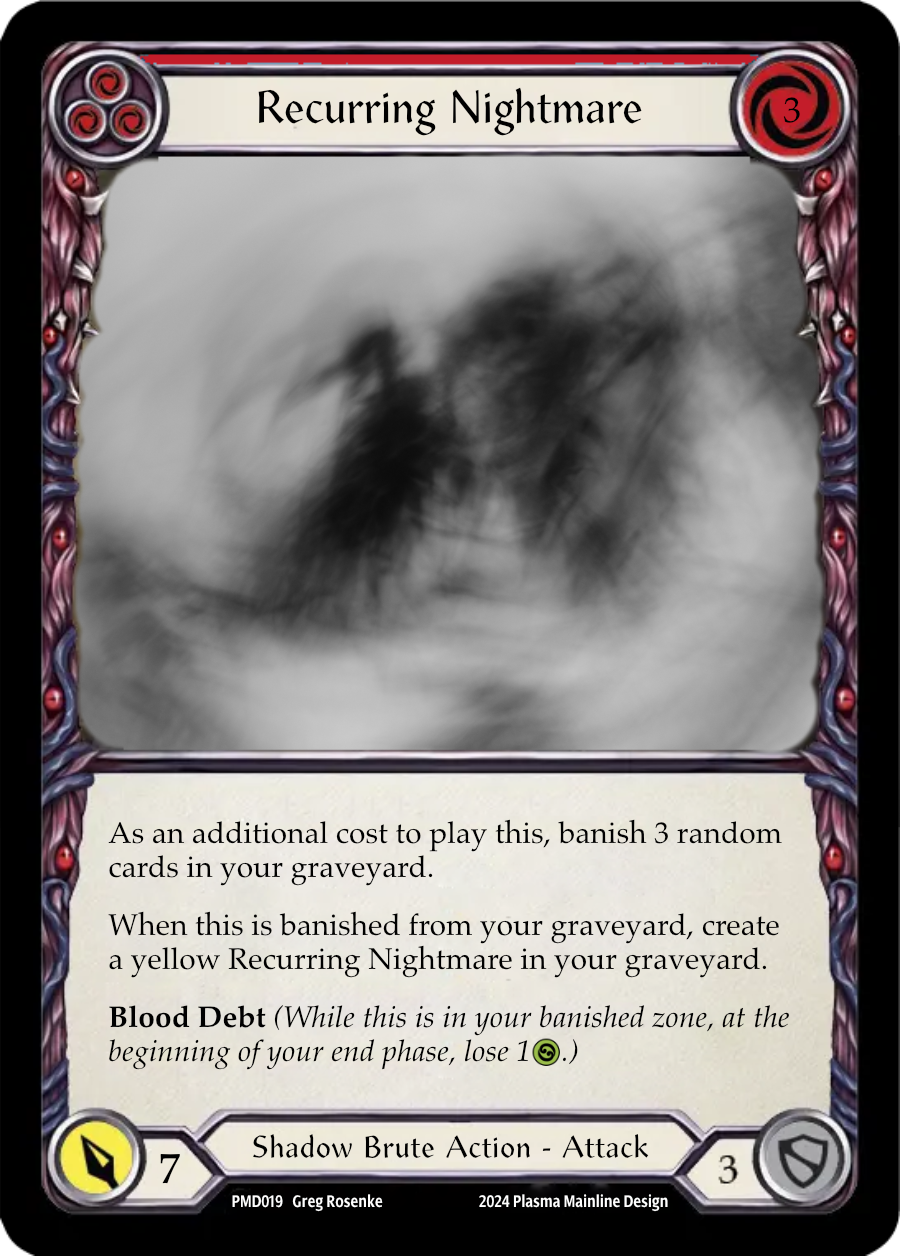 Recurring Nightmare
3
As an additional cost to play this, banish 3 random
cards in your graveyard.
When this is banished from your graveyard, create
a yellow Recurring Nightmare in your graveyard.
Blood Debt (While this is in your banished zone, at the
beginning of your end phase, lose 1.)
7
Shadow Brute Action - Attack
3
PMD019 Greg Rosenke
2024 Plasma Mainline Design